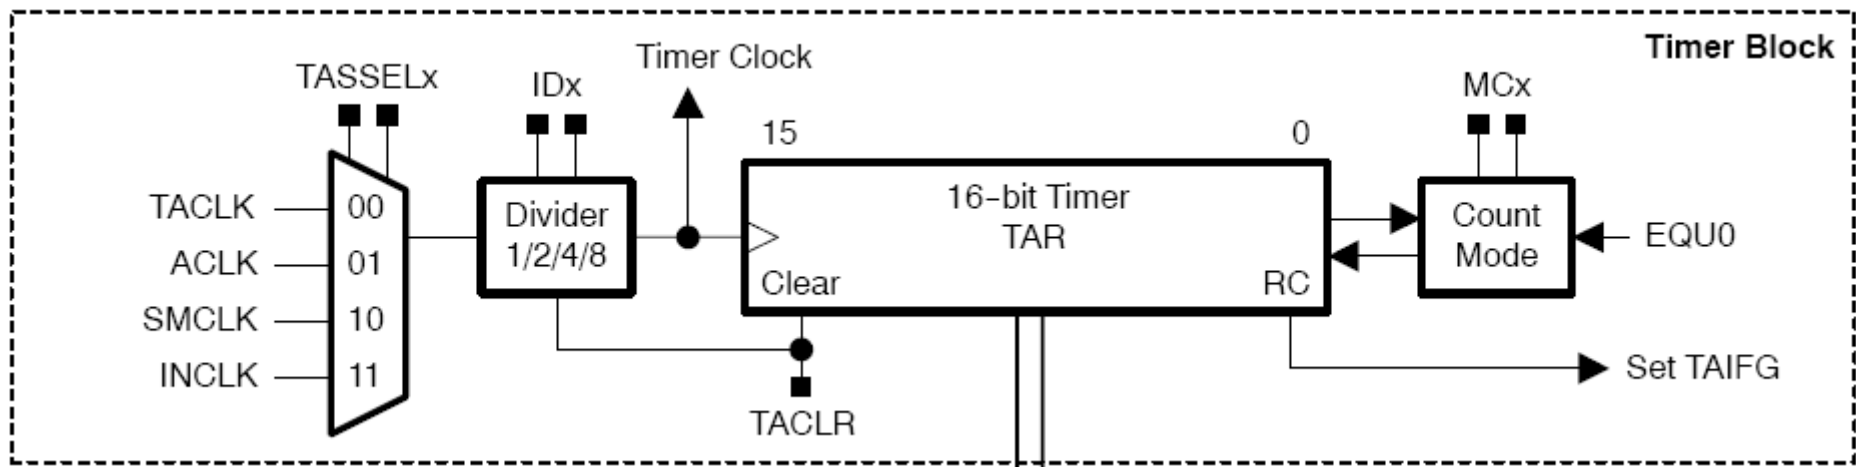 Timer Block
Timer Clock
TASSELx
IDx
MCx
15
0
TACLK
00
ACLK
01
SMCLK
10
INCLK
11
Divider
1/2/4/8
16-bit Timer
TAR
Clear
RC
Count
Mode
EQU0
Set TAIFG
TACLR